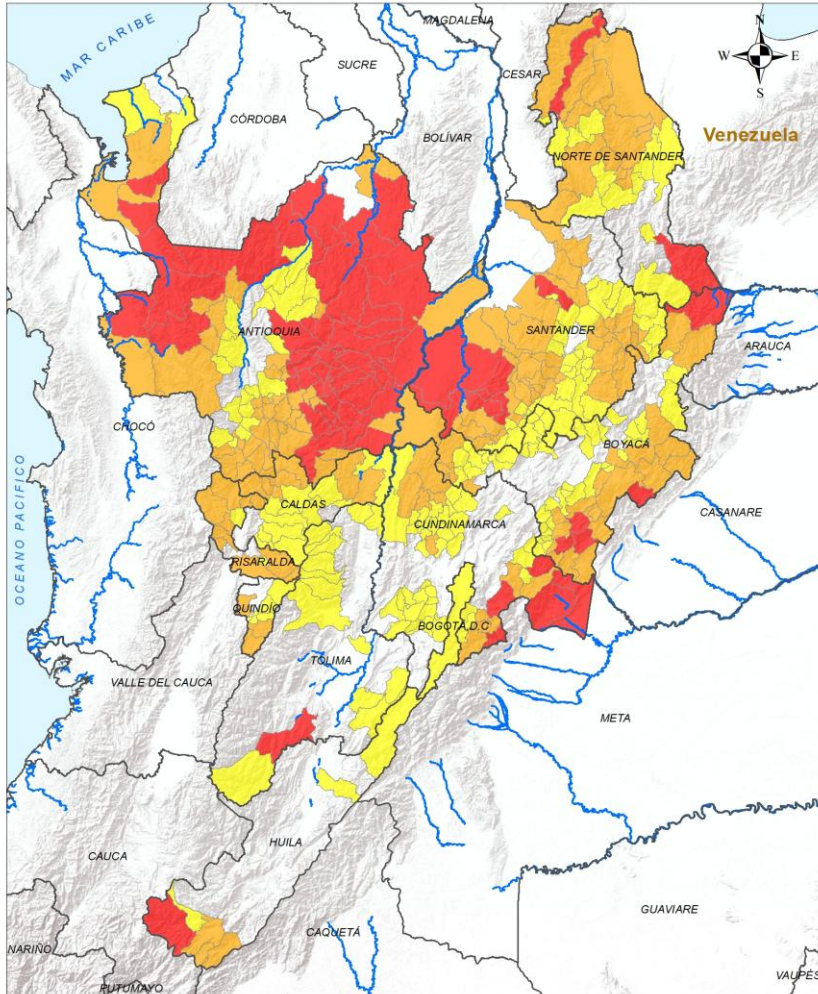 MAGDALENA
MAR CARIBE
N
W
E
S
CESAR
SUCRE
CÓRDOBA
BOLÍVAR
Venezuela
NORTE DE SANTANDER
ANTIOQUIA
SANTANDER
ARAUCA
CHOCÓ
BOYACÁ
OCEANO PACIFICO
CALDAS
CUNDINAMARCA
CASANARE
RISARALDA
QUINDÍO
BOGOTÁ, D.C
TOLIMA
VALLE DEL CAUCA
META
HUILA
CAUCA
GUAVIARE
CAQUETÁ
NARIÑO
VAUPÉS
PUTUMAYO